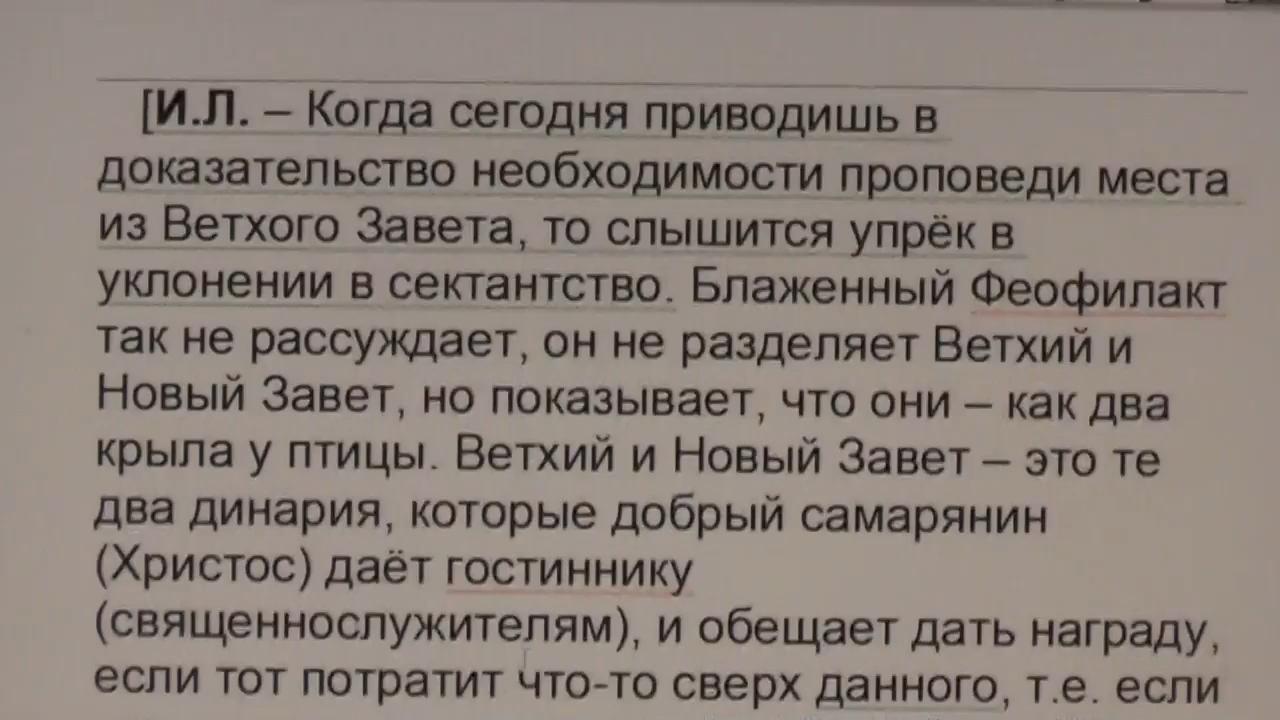 [И.Л. – Когда сегодня приводишь в
доказательство необходимости проповеди места
из Ветхого Завета, то слышится упрёк в
уклонении в сектантство. Блаженный Феофилакт
так не рассуждает, он не разделяет Ветхий и
Новый Завет, но показывает, что они – как два
крыла у птицы. Ветхий и Новый Завет – это те
два динария, которые добрый самарянин
(Христос) даёт гостиннику
(священнослужителям), и обещает дать награду,
если тот потратит что-то сверх данного, т.е. если